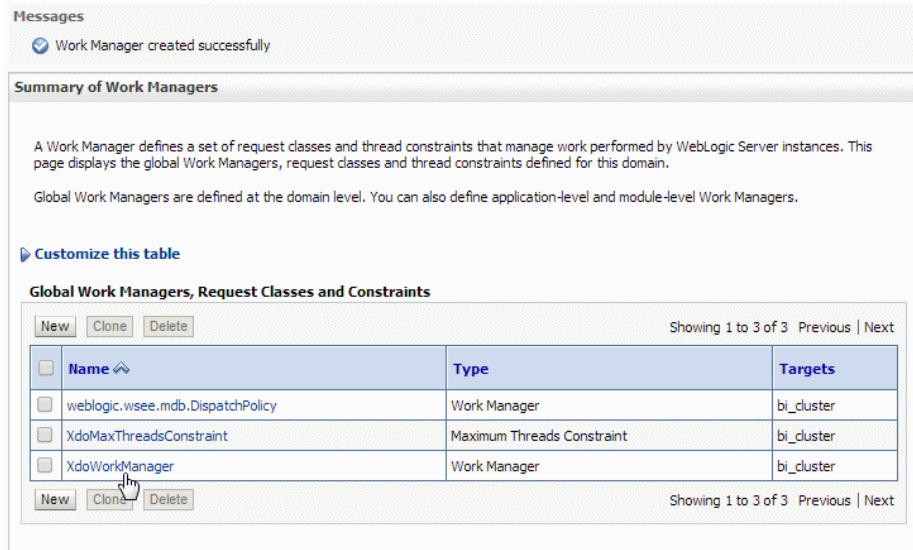 Messages
Work Manager created successfully
Summary of Work Managers
A Work Manager defines a set of request classes and thread constraints that manage work performed by WebLogic Server instances. This
page displays the global Work Managers, request classes and thread constraints defined for this domain.
Global Work Managers are defined at the domain level. You can also define application-level and module-level Work Managers.
Customize this table
Global Work Managers, Request Classes and Constraints
New Clone Delete Showing 1 to 3 of 3 Previous | Next
Name Type Targets
weblogic.wsee.mdb.DispatchPolicy Work Manager bi_cluster
XdoMaxThreadsConstraint Maximum Threads Constraint bi_cluster
XdoWorkManager Work Manager bi_cluster
New Clone Delete Showing 1 to 3 of 3 Previous | Next